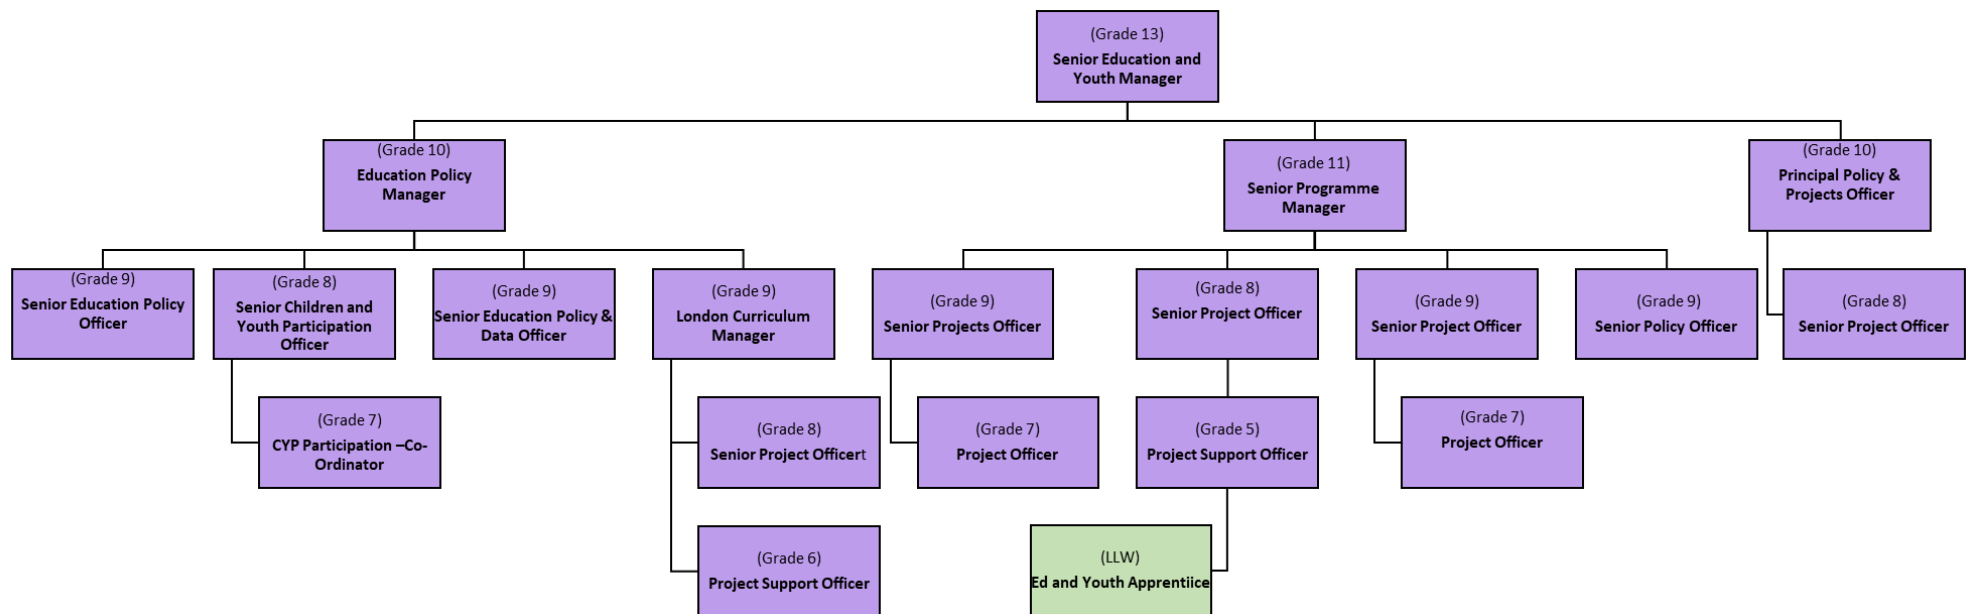 (Grade 13)
Senior Education and
Youth Manager
(Grade 10)
Education Policy
Manager
(Grade 11)
Senior Programme
Manager
(Grade 10)
Principal Policy &
Projects Officer
(Grade 9)
Senior Education Policy
Officer
(Grade 8)
Senior Children and
Youth Participation
Officer
(Grade 9)
Senior Education Policy &
Data Officer
(Grade 9)
London Curriculum
Manager
(Grade 9)
Senior Projects Officer
(Grade 8)
Senior Project Officer
(Grade 9)
Senior Project Officer
(Grade 9)
Senior Policy Officer
(Grade 8)
Senior Project Officer
(Grade 7)
CYP Participation –Co-
Ordinator
(Grade 8)
Senior Project Officert
(Grade 7)
Project Officer
(Grade 5)
Project Support Officer
(Grade 7)
Project Officer
(Grade 6)
Project Support Officer
(LLW)
Ed and Youth Apprentiice